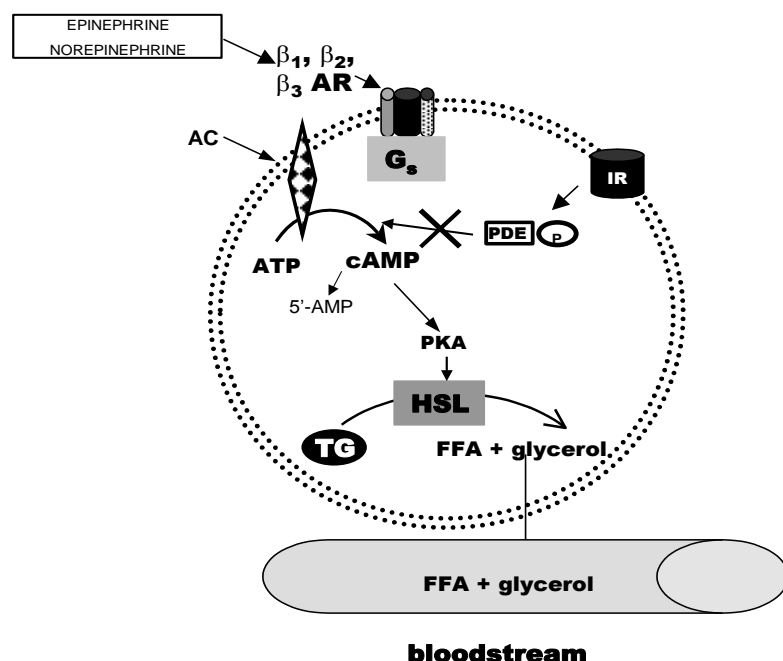 EPINEPHRINE
NOREPINEPHRINE
β1, β2,
β3 AR
AC
Gs
IR
PDE
P
ATP
cAMP
5'-AMP
PKA
HSL
TG
FFA + glycerol
FFA + glycerol
bloodstream